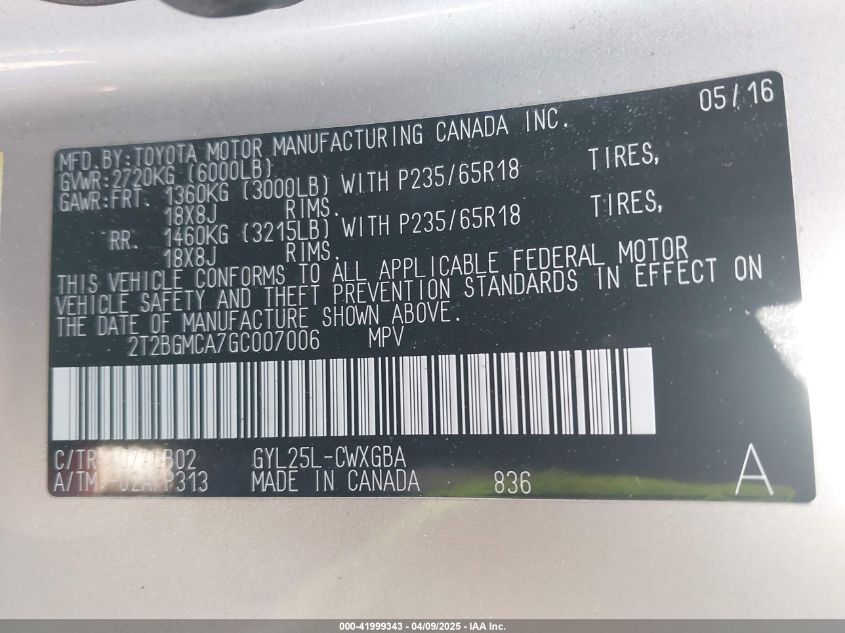 05/16
MFD.BY:TOYOTA MOTOR MANUFACTURING CANADA INC.
GVWR:2720KG (6000LB)
GAWR:FRT. 1360KG (3000LB) WITH P235/65R18 TIRES,
18X8J RIMS.
RR. 1460KG (3215LB) WITH P235/65R18 TIRES,
18X8J RIMS.
THIS VEHICLE CONFORMS TO ALL APPLICABLE FEDERAL MOTOR
VEHICLE SAFETY AND THEFT PREVENTION STANDARDS IN EFFECT ON
THE DATE OF MANUFACTURE SHOWN ABOVE.
2T2BGMCA7GC007006 MPV
C/TR: GYL25L-CWXGBA
A/TM: MADE IN CANADA 836
A
000-41999343 - 04/09/2025 - IAA Inc.